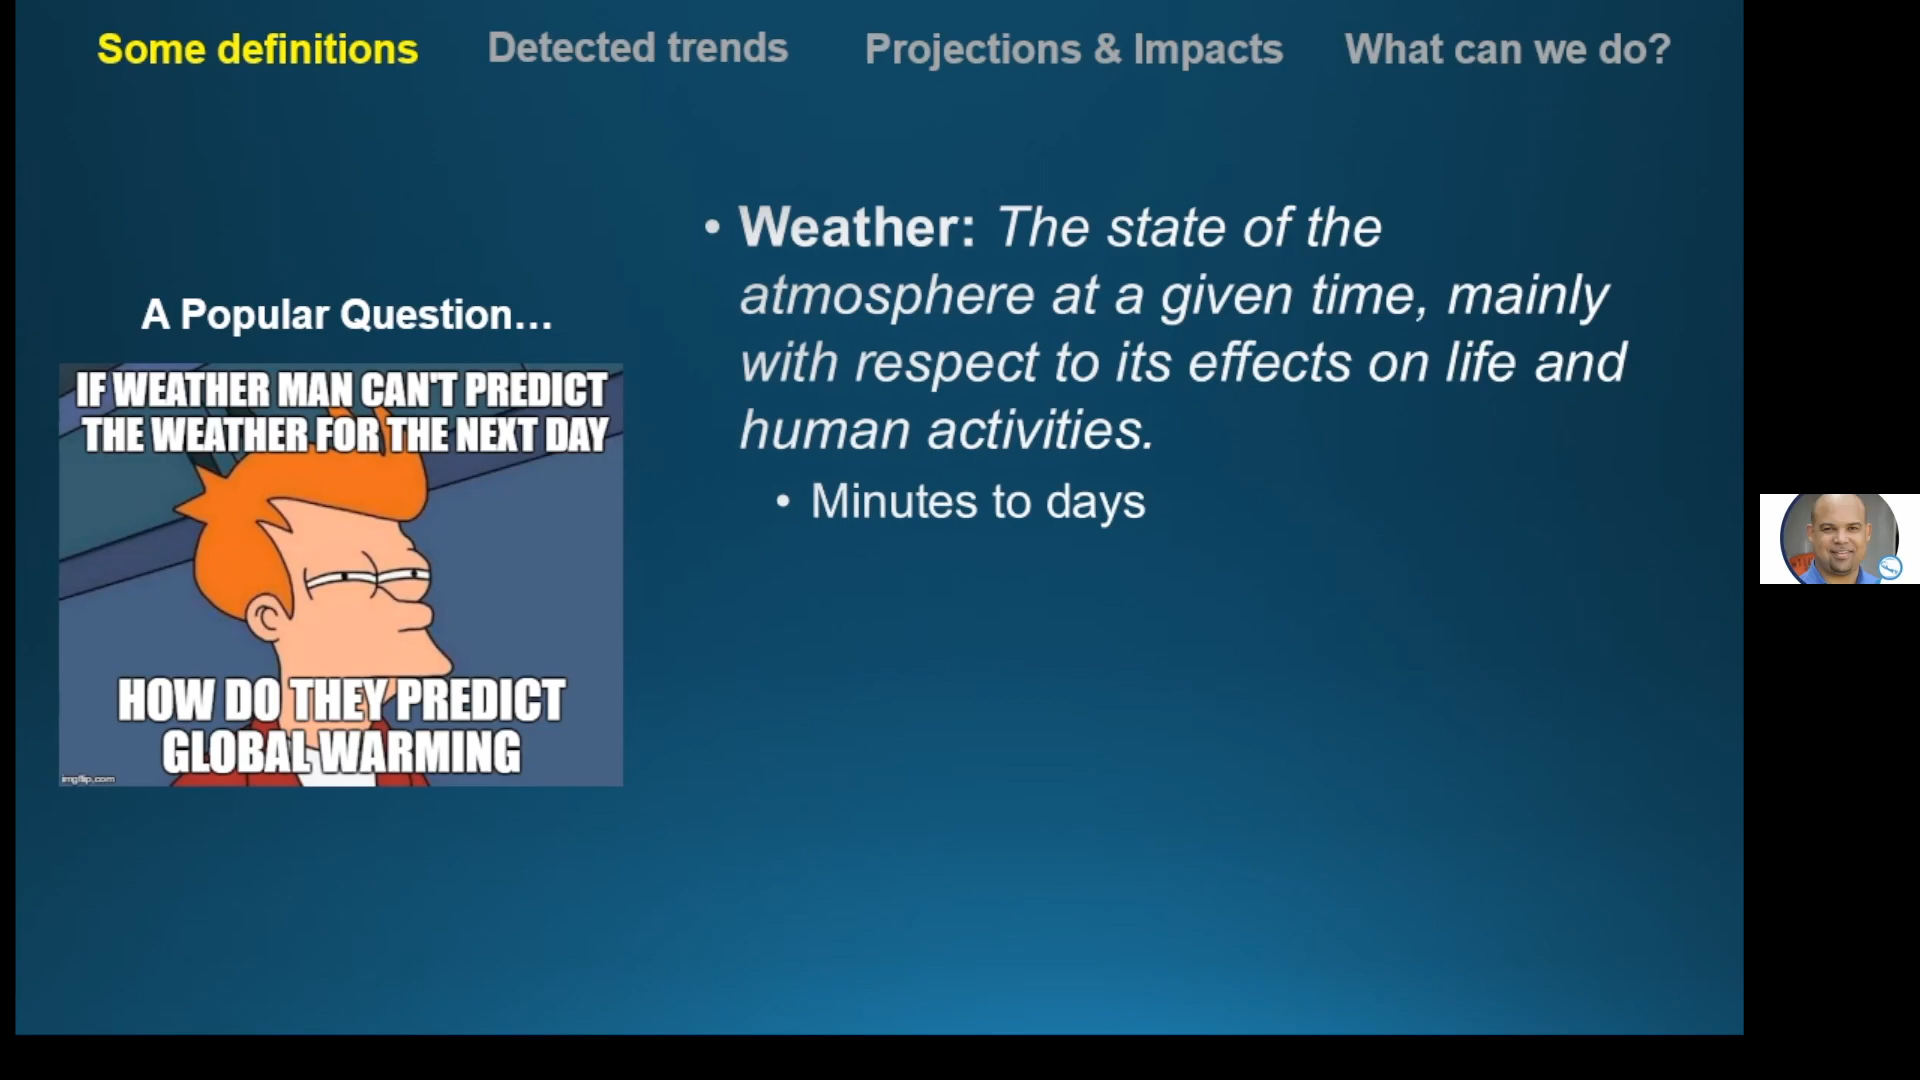 Some definitions
Detected trends
Projections & Impacts
What can we do?
A Popular Question...
IF WEATHER MAN CAN'T PREDICT
THE WEATHER FOR THE NEXT DAY
HOW DO THEY PREDICT
GLOBAL WARMING
imgflip.com
• Weather: The state of the
atmosphere at a given time, mainly
with respect to its effects on life and
human activities.
• Minutes to days